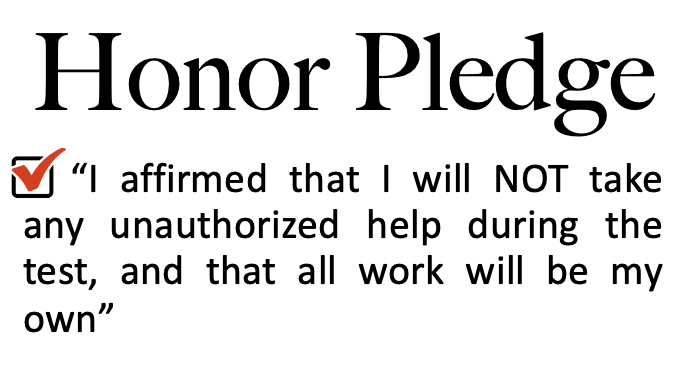 Honor Pledge
“I affirmed that I will NOT take
any unauthorized help during the
test, and that all work will be my
own”